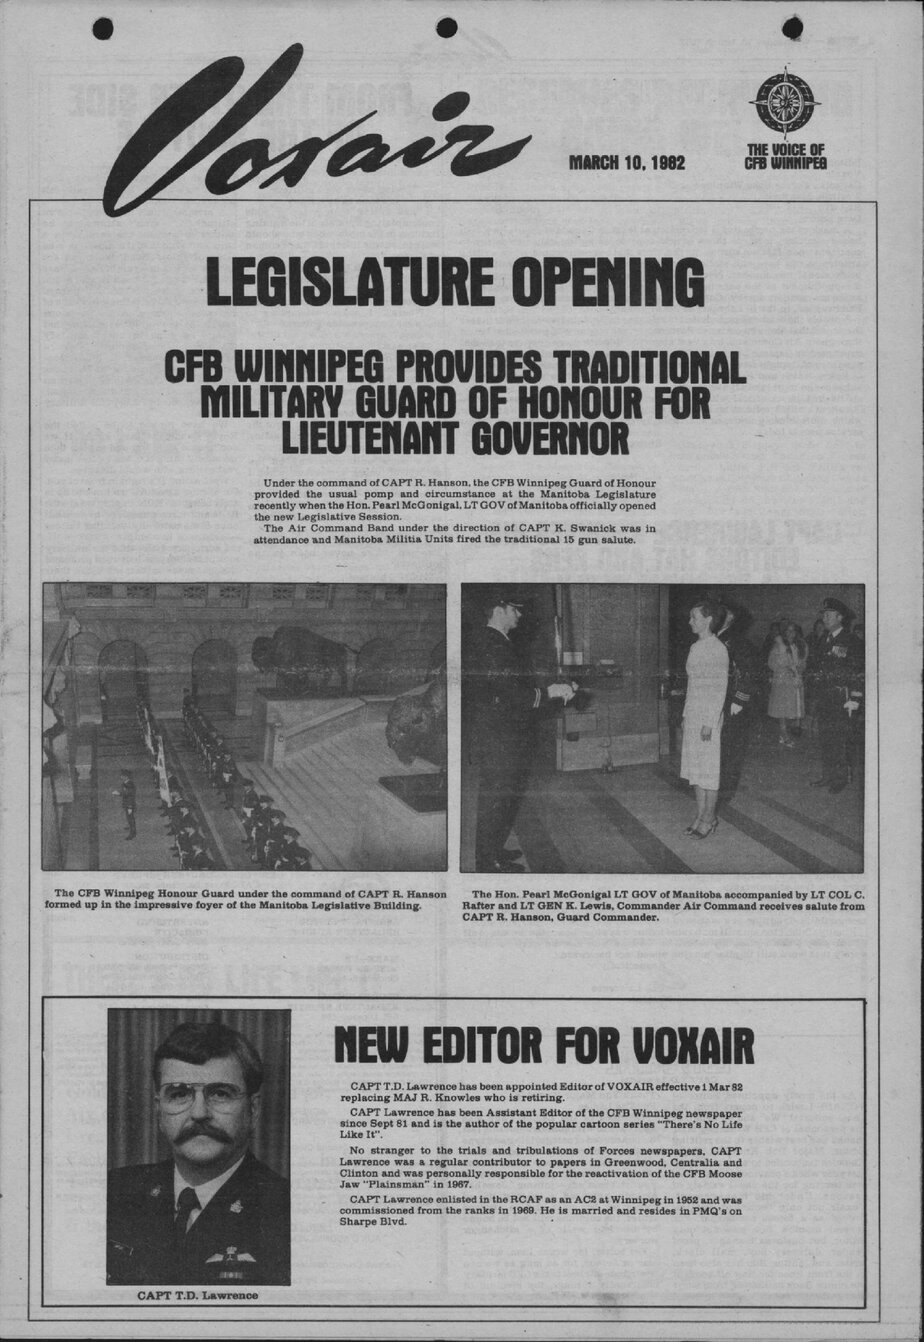 Voxair
MARCH 10, 1982
THE VOICE OF
CFB WINNIPEG
LEGISLATURE OPENING
CFB WINNIPEG PROVIDES TRADITIONAL
MILITARY GUARD OF HONOUR FOR
LIEUTENANT GOVERNOR
Under the command of CAPT R. Hanson, the CFB Winnipeg Guard of Honour
provided the usual pomp and circumstance at the Manitoba Legislature
recently when the Hon. Pearl McGonigal, LT GOV of Manitoba officially opened
the new Legislative Session.
The Air Command Band under the direction of CAPT K. Swanick was in
attendance and Manitoba Militia Units fired the traditional 15 gun salute.
The CFB Winnipeg Honour Guard under the command of CAPT R. Hanson
formed up in the impressive foyer of the Manitoba Legislative Building.
The Hon. Pearl McGonigal LT GOV of Manitoba accompanied by LT COL C.
Rafter and LT GEN K. Lewis, Commander Air Command receives salute from
CAPT R. Hanson, Guard Commander.
NEW EDITOR FOR VOXAIR
CAPT T.D. Lawrence has been appointed Editor of VOXAIR effective 1 Mar 82
replacing MAJ R. Knowles who is retiring.
CAPT Lawrence has been Assistant Editor of the CFB Winnipeg newspaper
since Sept 81 and is the author of the popular cartoon series "There's No Life
Like It".
No stranger to the trials and tribulations of Forces newspapers, CAPT
Lawrence was a regular contributor to papers in Greenwood, Centralia and
Clinton and was personally responsible for the reactivation of the CFB Moose
Jaw "Plainsman" in 1967.
CAPT Lawrence enlisted in the RCAF as an AC2 at Winnipeg in 1952 and was
commissioned from the ranks in 1969. He is married and resides in PMQ's on
Sharpe Blvd.
CAPT T.D. Lawrence